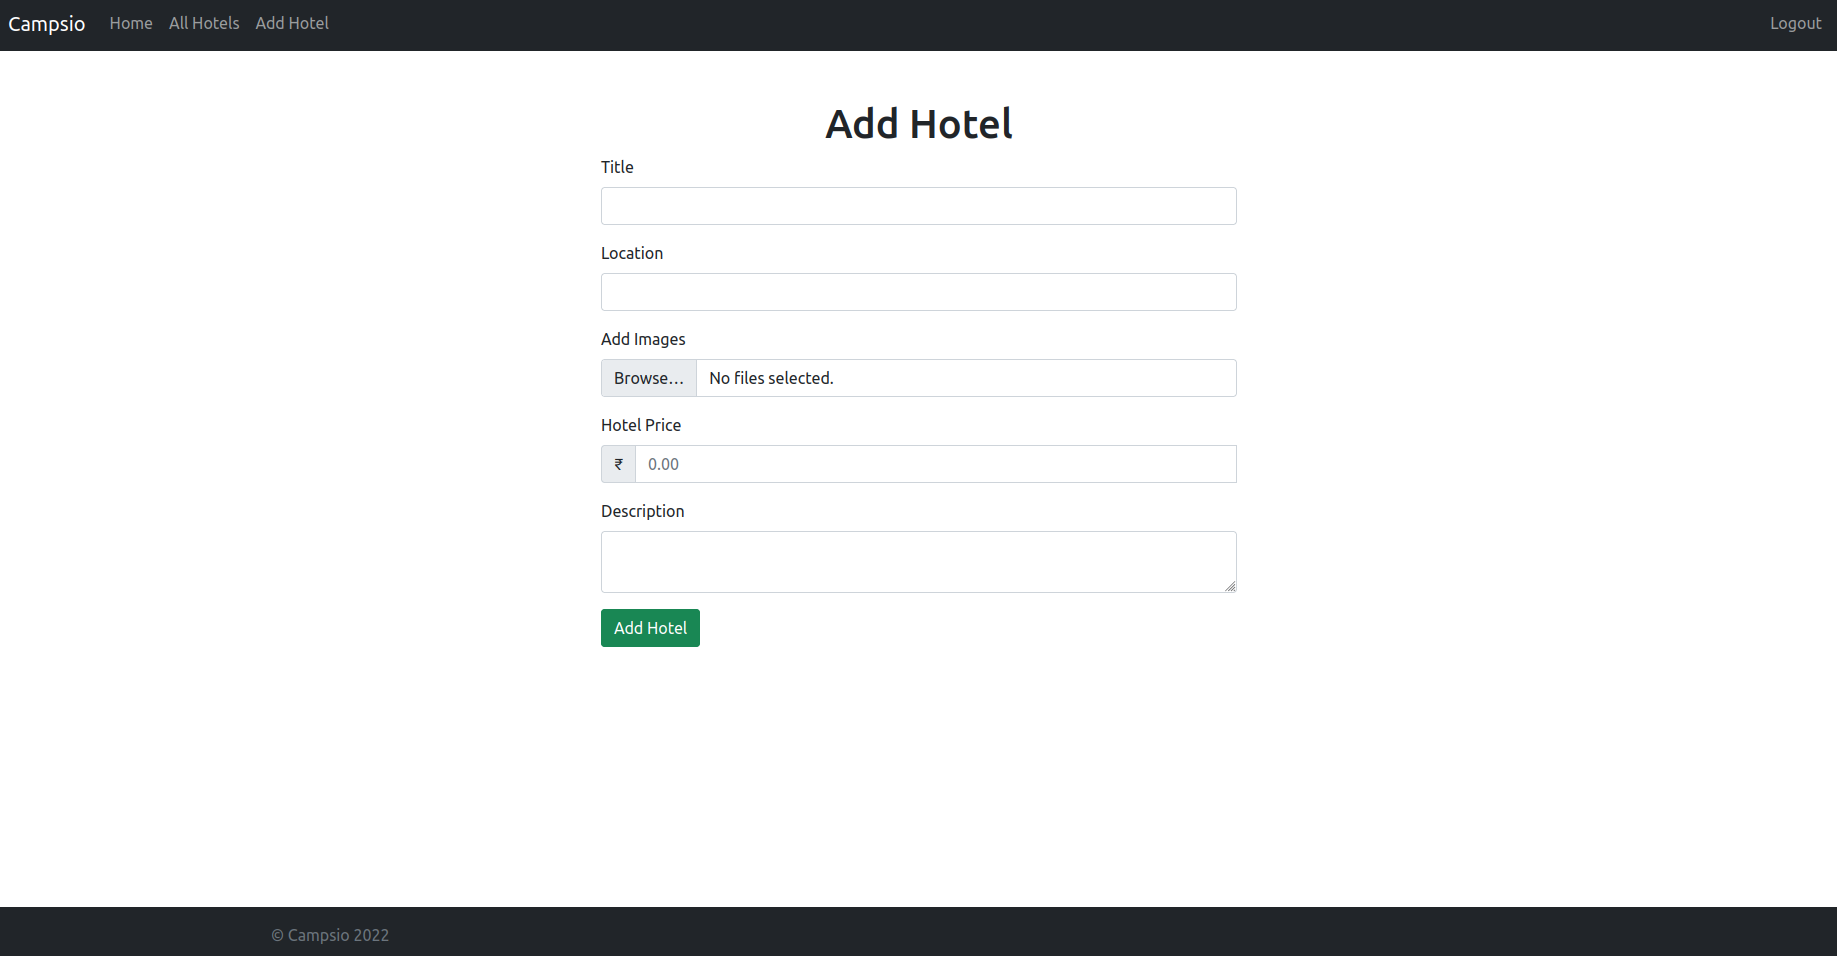 Campsio Home All Hotels Add Hotel Logout
Add Hotel
Title
Location
Add Images
Browse... No files selected.
Hotel Price
₹ 0.00
Description
Add Hotel
© Campsio 2022